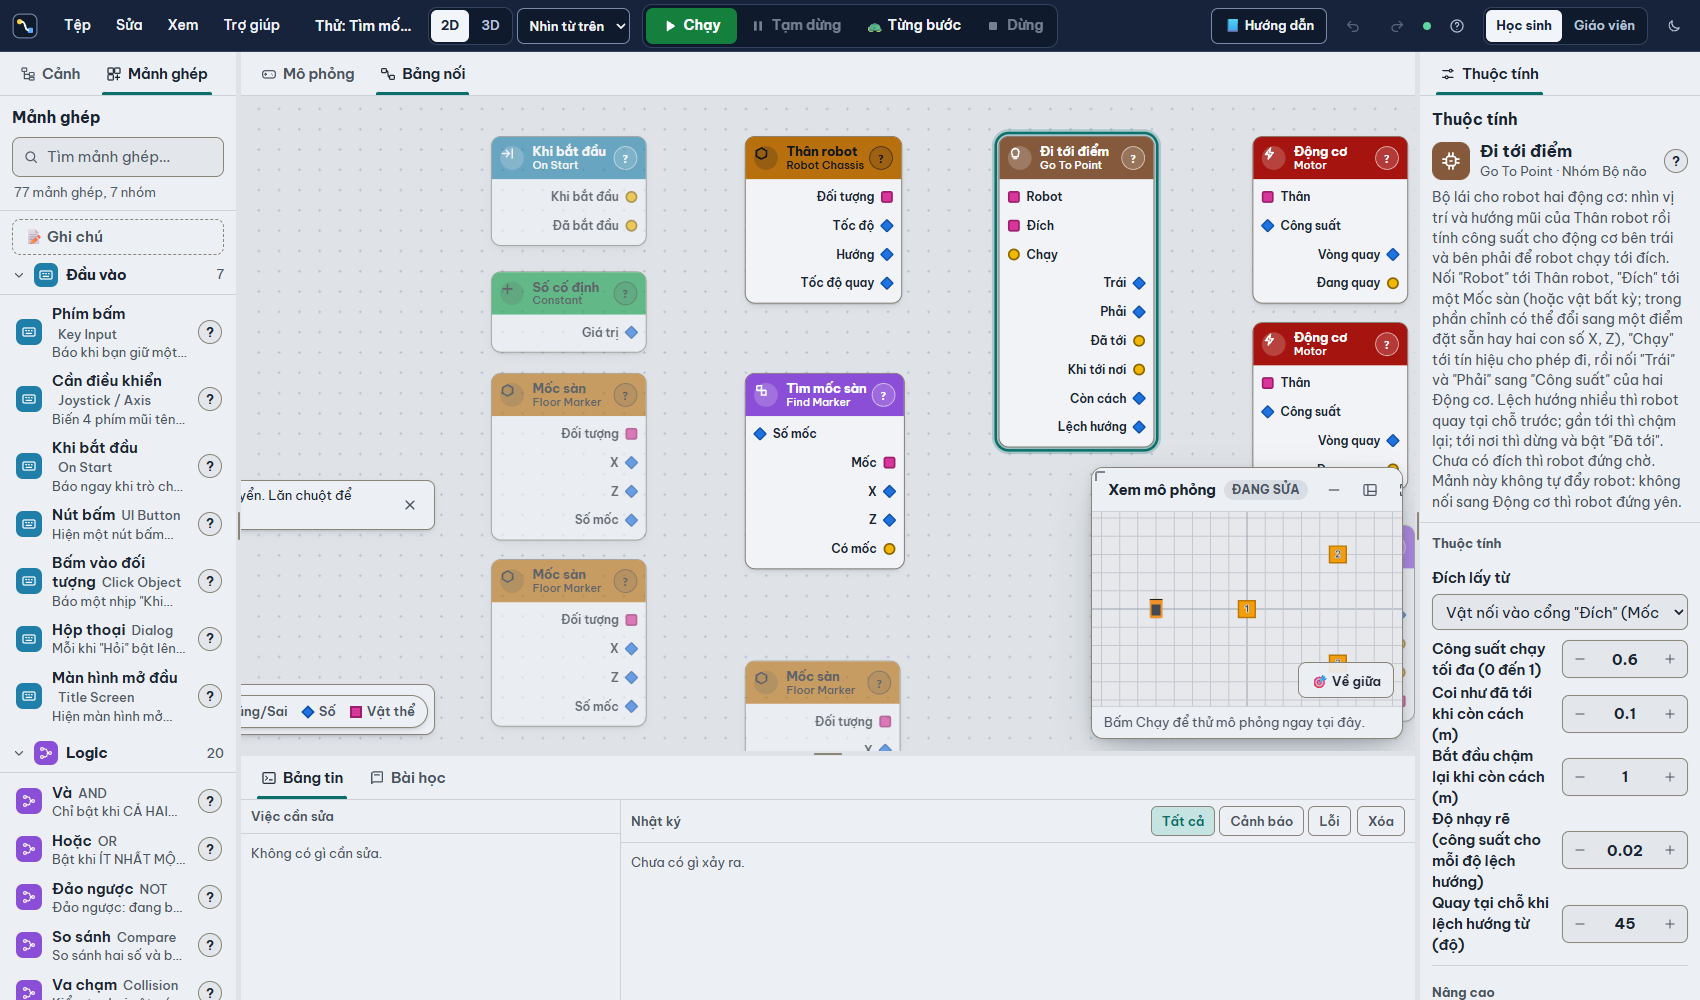 Tệp Sửa Xem Trợ giúp Thử: Tìm mố... 2D 3D Nhìn từ trên Chạy Tạm dừng Từng bước Dừng Hướng dẫn Học sinh Giáo viên
Cảnh Mảnh ghép
Mảnh ghép
Tìm mảnh ghép...
77 mảnh ghép, 7 nhóm
Ghi chú
Đầu vào 7
Phím bấm
Key Input
Báo khi bạn giữ một...
?
Cần điều khiển
Joystick / Axis
Biến 4 phím mũi tên...
?
Khi bắt đầu
On Start
Báo ngay khi trò ch...
?
Nút bấm UI Button
Hiện một nút bấm...
?
Bấm vào đối
tượng Click Object
Báo một nhịp "Khi...
?
Hộp thoại Dialog
Mỗi khi "Hỏi" bật lên...
?
Màn hình mở đầu
Title Screen
Hiện màn hình mở...
?
Logic 20
Và AND
Chỉ bật khi CẢ HAI...
?
Hoặc OR
Bật khi ÍT NHẤT MỘ...
?
Đảo ngược NOT
Đảo ngược: đang b...
?
So sánh Compare
So sánh hai số và b...
?
Va chạm Collision
?
Mô phỏng Bảng nối
yển. Lăn chuột để
Số Vật thể
Khi bắt đầu
On Start
?
Khi bắt đầu
Đã bắt đầu
Số cố định
Constant
?
Giá trị
Mốc sàn
Floor Marker
?
Đối tượng
X
Z
Số mốc
Mốc sàn
Floor Marker
?
Đối tượng
X
Z
Số mốc
Thân robot
Robot Chassis
?
Đối tượng
Tốc độ
Hướng
Tốc độ quay
Tìm mốc sàn
Find Marker
?
Số mốc
Mốc
X
Z
Có mốc
Mốc sàn
Floor Marker
?
Đối tượng
X
Đi tới điểm
Go To Point
?
Robot
Đích
Chạy
Trái
Phải
Đã tới
Khi tới nơi
Còn cách
Lệch hướng
Động cơ
Motor
?
Thân
Công suất
Vòng quay
Đang quay
Động cơ
Motor
?
Thân
Công suất
Vòng quay
Xem mô phỏng ĐANG SỬA
2
1
Về giữa
Bấm Chạy để thử mô phỏng ngay tại đây.
Bảng tin Bài học
Việc cần sửa
Không có gì cần sửa.
Nhật ký Tất cả Cảnh báo Lỗi Xóa
Chưa có gì xảy ra.
Thuộc tính
Thuộc tính
Đi tới điểm
Go To Point · Nhóm Bộ não
?
Bộ lái cho robot hai động cơ: nhìn vị
trí và hướng mũi của Thân robot rồi
tính công suất cho động cơ bên trái
và bên phải để robot chạy tới đích.
Nối "Robot" tới Thân robot, "Đích" tới
một Mốc sàn (hoặc vật bất kỳ; trong
phần chỉnh có thể đổi sang một điểm
đặt sẵn hay hai con số X, Z), "Chạy"
tới tín hiệu cho phép đi, rồi nối "Trái"
và "Phải" sang "Công suất" của hai
Động cơ. Lệch hướng nhiều thì robot
quay tại chỗ trước; gần tới thì chậm
lại; tới nơi thì dừng và bật "Đã tới".
Chưa có đích thì robot đứng chờ.
Mảnh này không tự đẩy robot: không
nối sang Động cơ thì robot đứng yên.
Thuộc tính
Đích lấy từ
Vật nối vào cổng "Đích" (Mốc
Công suất chạy
tối đa (0 đến 1)
− 0.6 +
Coi như đã tới
khi còn cách
(m)
− 0.1 +
Bắt đầu chậm
lại khi còn cách
(m)
− 1 +
Độ nhạy rẽ
(công suất cho
mỗi độ lệch
hướng)
− 0.02 +
Quay tại chỗ khi
lệch hướng từ
(độ)
− 45 +
Nâng cao